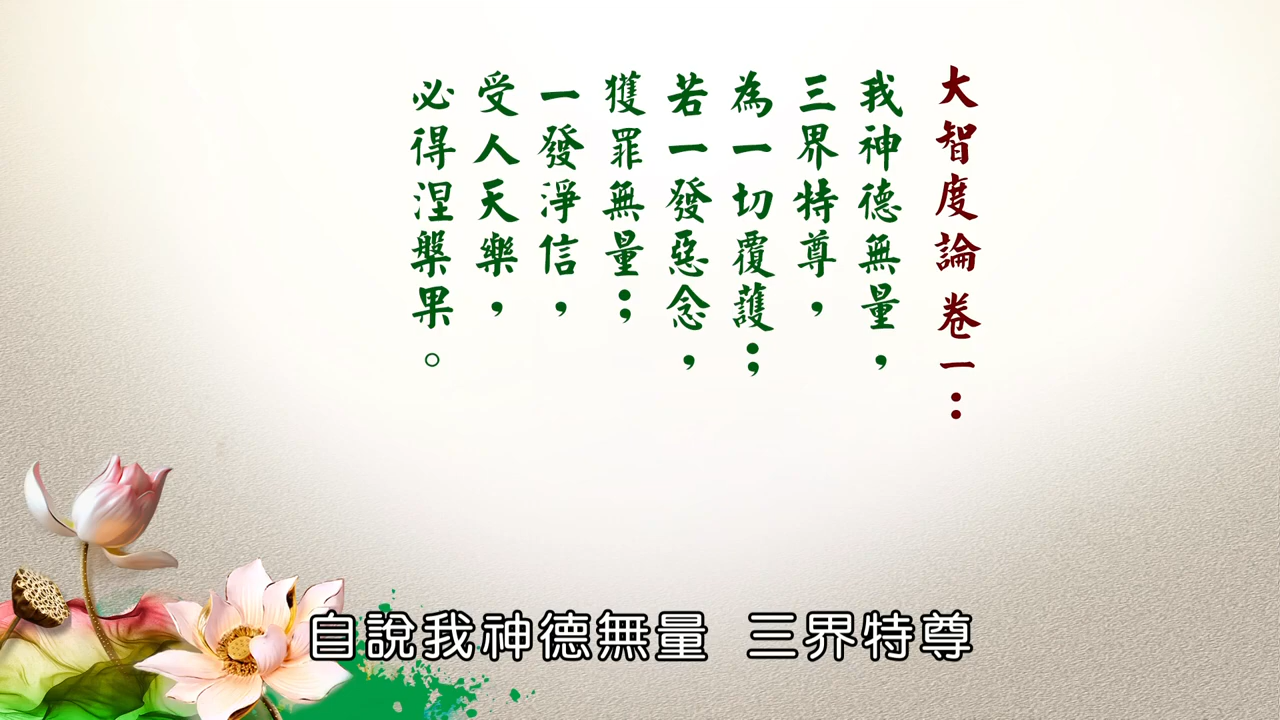 大智度論 卷一：
我神德無量，
三界特尊，
為一切覆護；
若一發惡念，
獲罪無量；
一發淨信，
受人天樂，
必得涅槃果。
自說我神德無量 三界特尊